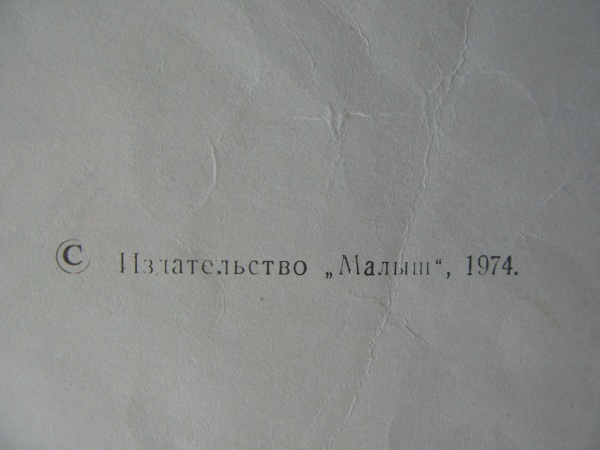 © Издательство „Малыш“, 1974.